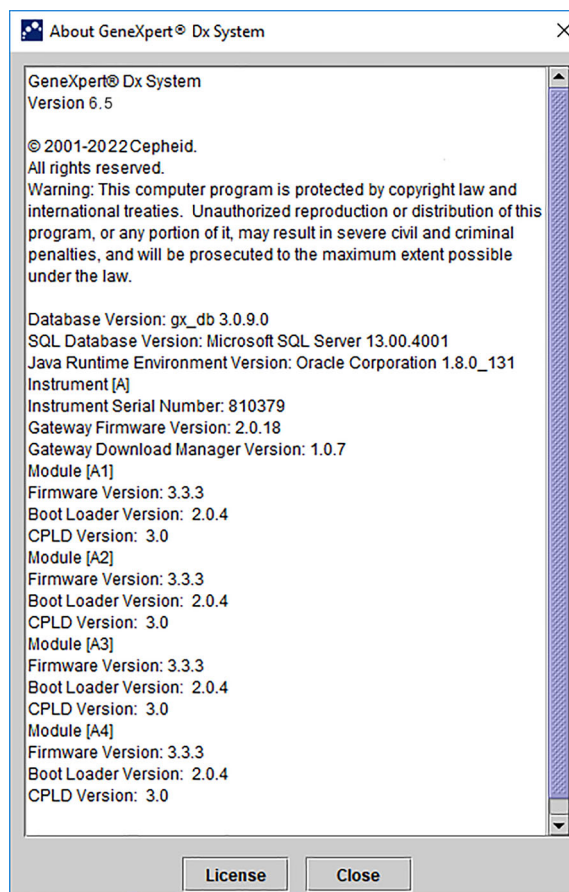 About GeneXpert® Dx System
GeneXpert® Dx System
Version 6.5
© 2001-2022 Cepheid.
All rights reserved.
Warning: This computer program is protected by copyright law and
international treaties. Unauthorized reproduction or distribution of this
program, or any portion of it, may result in severe civil and criminal
penalties, and will be prosecuted to the maximum extent possible
under the law.
Database Version: gx_db 3.0.9.0
SQL Database Version: Microsoft SQL Server 13.00.4001
Java Runtime Environment Version: Oracle Corporation 1.8.0_131
Instrument [A]
Instrument Serial Number: 810379
Gateway Firmware Version: 2.0.18
Gateway Download Manager Version: 1.0.7
Module [A1]
Firmware Version: 3.3.3
Boot Loader Version: 2.0.4
CPLD Version: 3.0
Module [A2]
Firmware Version: 3.3.3
Boot Loader Version: 2.0.4
CPLD Version: 3.0
Module [A3]
Firmware Version: 3.3.3
Boot Loader Version: 2.0.4
CPLD Version: 3.0
Module [A4]
Firmware Version: 3.3.3
Boot Loader Version: 2.0.4
CPLD Version: 3.0
License Close